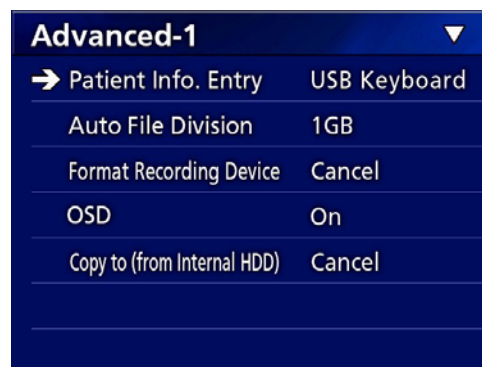 Advanced-1
Patient Info. Entry USB Keyboard
Auto File Division 1GB
Format Recording Device Cancel
OSD On
Copy to (from Internal HDD) Cancel